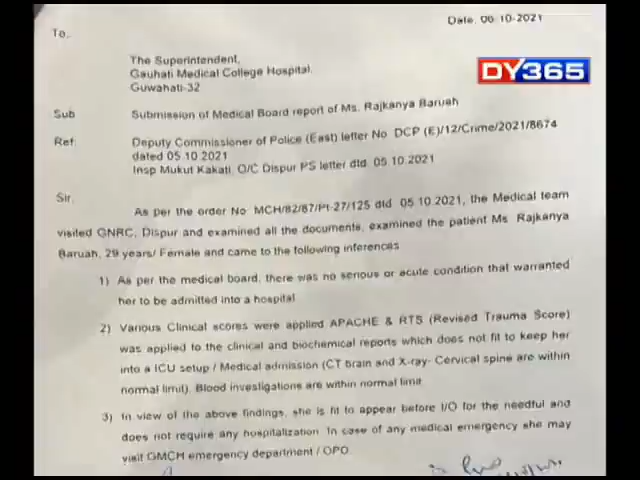 Date, 06-10-2021
To,
DY365
The Superintendent,
Gauhati Medical College Hospital,
Guwahati-32
Sub Submission of Medical Board report of Ms. Rajkanya Baruah
Ref: Deputy Commissioner of Police (East) letter No DCP (E)/12/Crime/2021/8674
dated 05.10.2021
Insp Mukut Kakati, O/C Dispur PS letter dtd 05.10.2021
Sir,
As per the order No MCH/82/87/Pt-27/125 dtd 05.10.2021, the Medical team
visited GNRC, Dispur and examined all the documents, examined the patient Ms. Rajkanya
Baruah, 29 years/ Female and came to the following inferences
1) As per the medical board, there was no serious or acute condition that warranted
her to be admitted into a hospital
2) Various Clinical scores were applied APACHE & RTS (Revised Trauma Score)
was applied to the clinical and biochemical reports which does not fit to keep her
into a ICU setup / Medical admission (CT brain and X-ray- Cervical spine are within
normal limit). Blood investigations are within normal limit
3) In view of the above findings, she is fit to appear before I/O for the needful and
does not require any hospitalization. In case of any medical emergency she may
visit GMCH emergency department / OPD